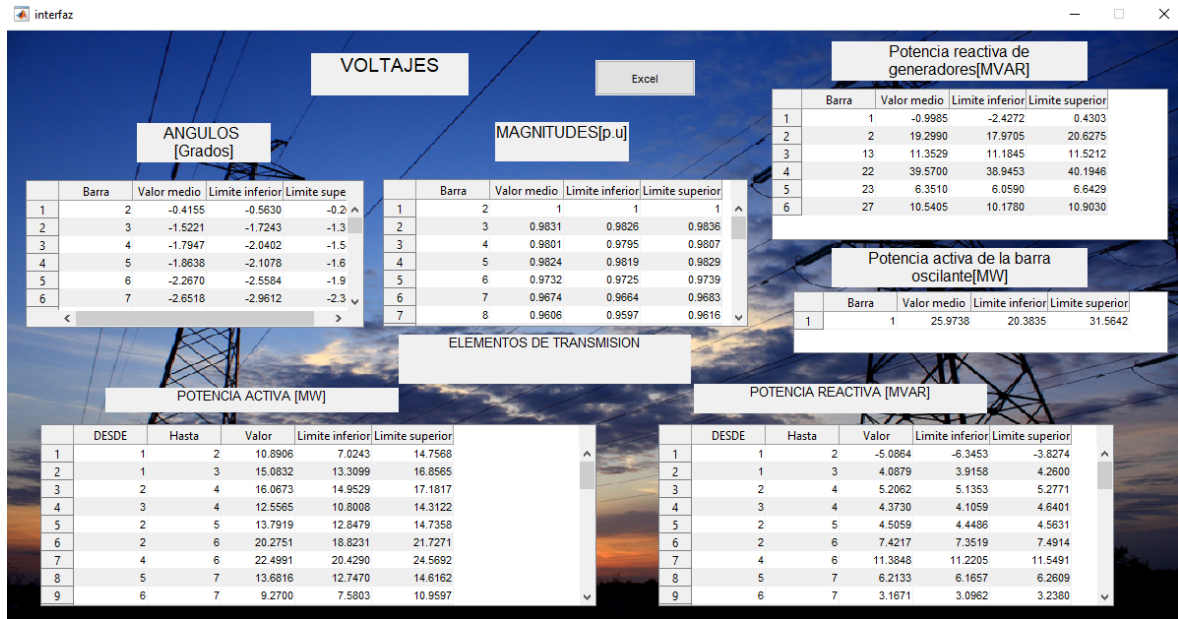 interfaz
VOLTAJES
Excel
ANGULOS
[Grados]
Barra Valor medio Limite inferior Limite supe
1 2 -0.4155 -0.5630 -0.2
2 3 -1.5221 -1.7243 -1.3
3 4 -1.7947 -2.0402 -1.5
4 5 -1.8638 -2.1078 -1.6
5 6 -2.2670 -2.5584 -1.9
6 7 -2.6518 -2.9612 -2.3
MAGNITUDES[p.u]
Barra Valor medio Limite inferior Limite superior
1 2 1 1 1
2 3 0.9831 0.9826 0.9836
3 4 0.9801 0.9795 0.9807
4 5 0.9824 0.9819 0.9829
5 6 0.9732 0.9725 0.9739
6 7 0.9674 0.9664 0.9683
7 8 0.9606 0.9597 0.9616
Potencia reactiva de
generadores[MVAR]
Barra Valor medio Limite inferior Limite superior
1 1 -0.9985 -2.4272 0.4303
2 2 19.2990 17.9705 20.6275
3 13 11.3529 11.1845 11.5212
4 22 39.5700 38.9453 40.1946
5 23 6.3510 6.0590 6.6429
6 27 10.5405 10.1780 10.9030
Potencia activa de la barra
oscilante[MW]
Barra Valor medio Limite inferior Limite superior
1 1 25.9738 20.3835 31.5642
ELEMENTOS DE TRANSMISION
POTENCIA ACTIVA [MW]
DESDE Hasta Valor Limite inferior Limite superior
1 1 2 10.8906 7.0243 14.7568
2 1 3 15.0832 13.3099 16.8565
3 2 4 16.0673 14.9529 17.1817
4 3 4 12.5565 10.8008 14.3122
5 2 5 13.7919 12.8479 14.7358
6 2 6 20.2751 18.8231 21.7271
7 4 6 22.4991 20.4290 24.5692
8 5 7 13.6816 12.7470 14.6162
9 6 7 9.2700 7.5803 10.9597
POTENCIA REACTIVA [MVAR]
DESDE Hasta Valor Limite inferior Limite superior
1 1 2 -5.0864 -6.3453 -3.8274
2 1 3 4.0879 3.9158 4.2600
3 2 4 5.2062 5.1353 5.2771
4 3 4 4.3730 4.1059 4.6401
5 2 5 4.5059 4.4486 4.5631
6 2 6 7.4217 7.3519 7.4914
7 4 6 11.3848 11.2205 11.5491
8 5 7 6.2133 6.1657 6.2609
9 6 7 3.1671 3.0962 3.2380